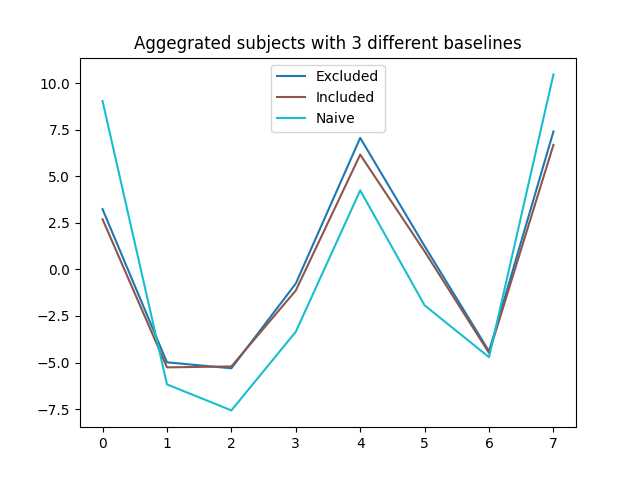 Aggegrated subjects with 3 different baselines
Excluded
Included
Naive
10.0
7.5
5.0
2.5
0.0
−2.5
−5.0
−7.5
0 1 2 3 4 5 6 7